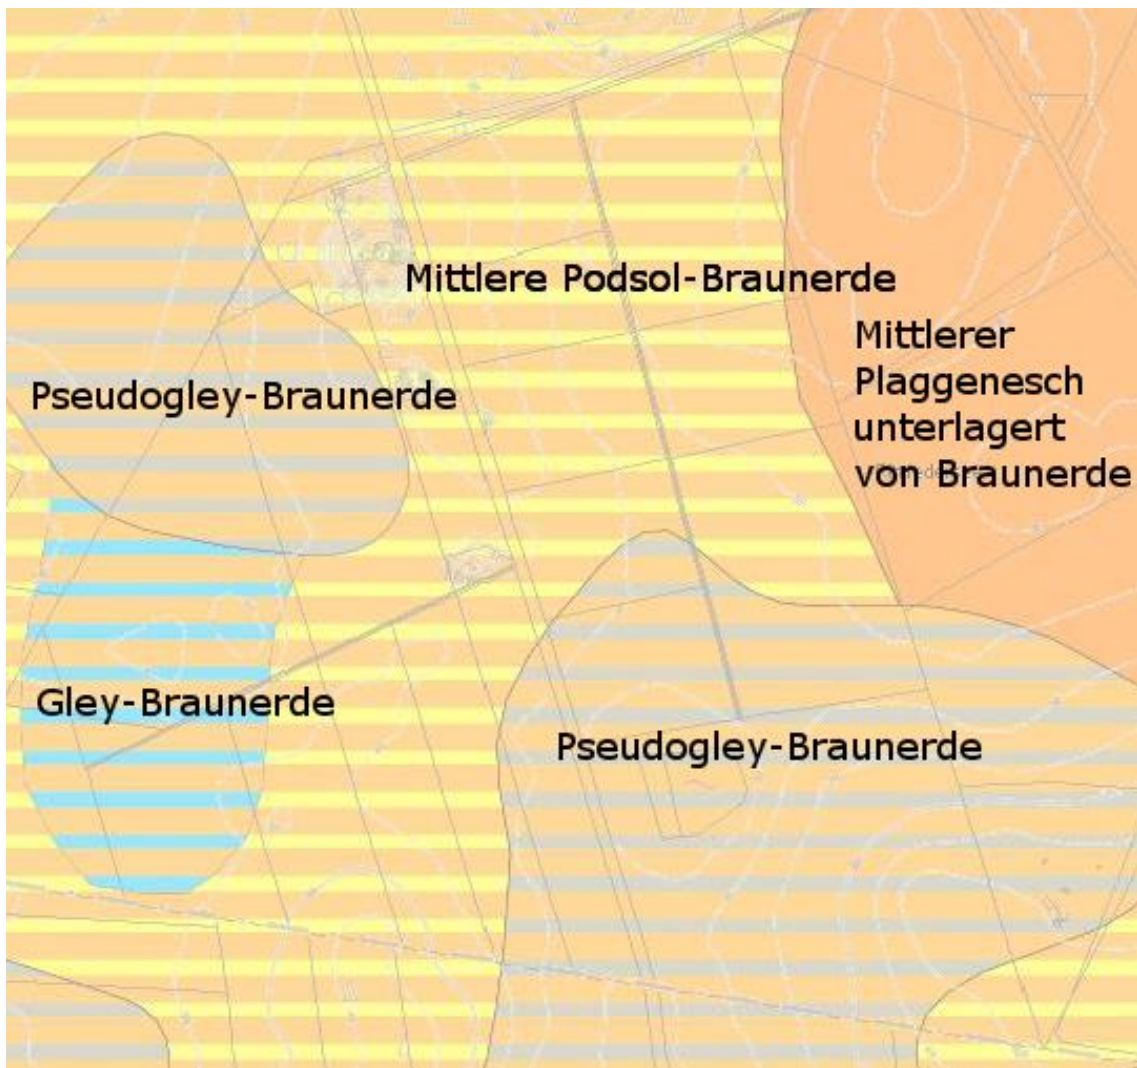 Mittlere Podsol-Braunerde
Mittlerer
Plaggenesch
unterlagert
von Braunerde
Pseudogley-Braunerde
Gley-Braunerde
Pseudogley-Braunerde